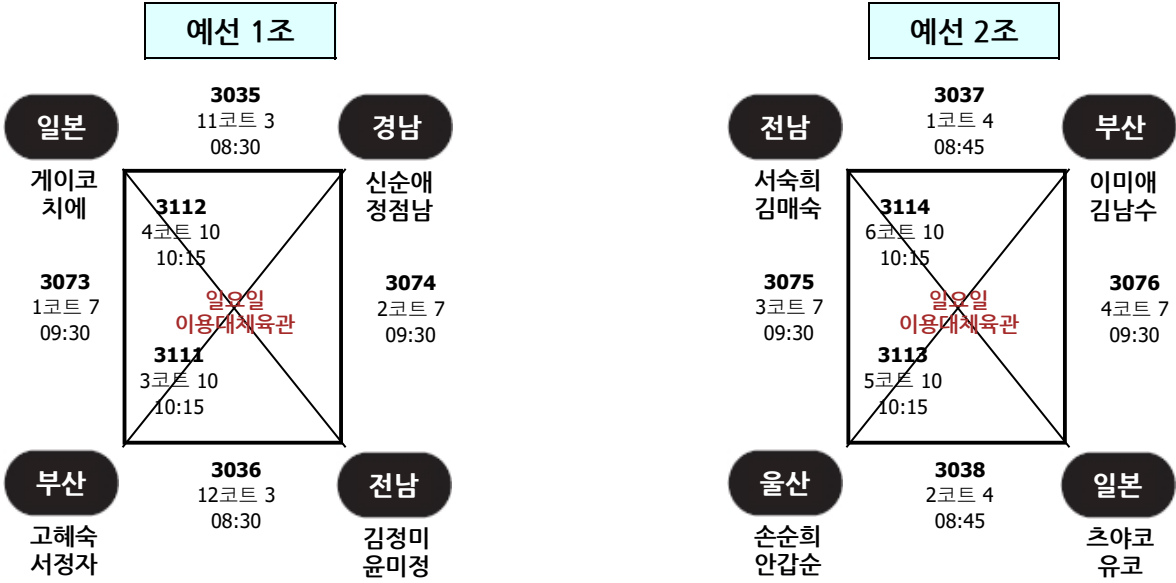 예선 1조
3035
11코트 3
08:30
일본
경남
게이코
치에
신순애
정점남
3112
4코트 10
10:15
3073
1코트 7
09:30
일요일
이용대체육관
3074
2코트 7
09:30
3111
3코트 10
10:15
부산
3036
12코트 3
08:30
전남
고혜숙
서정자
김정미
윤미정
예선 2조
3037
1코트 4
08:45
전남
부산
서숙희
김매숙
이미애
김남수
3114
6코트 10
10:15
3075
3코트 7
09:30
일요일
이용대체육관
3076
4코트 7
09:30
3113
5코트 10
10:15
울산
3038
2코트 4
08:45
일본
손순희
안갑순
츠야코
유코